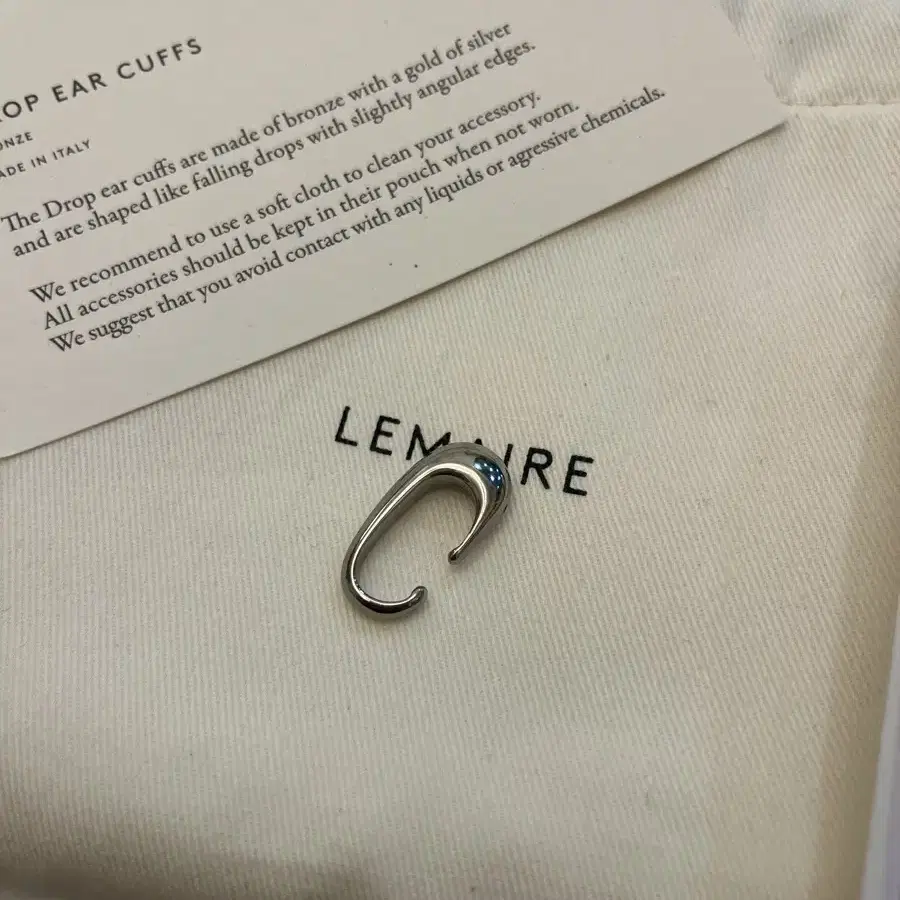 ROP EAR CUFFS
ONZE
ADE IN ITALY
The Drop ear cuffs are made of bronze with a gold of silver
and are shaped like falling drops with slightly angular edges.
We recommend to use a soft cloth to clean your accessory.
All accessories should be kept in their pouch when not worn.
We suggest that you avoid contact with any liquids or agressive chemicals.
LEMAIRE